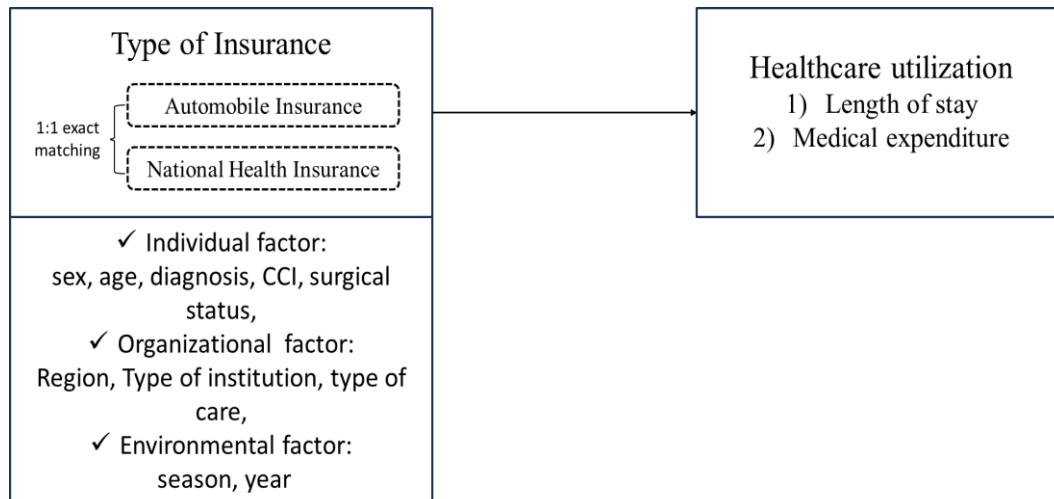 Type of Insurance
Automobile Insurance
1:1 exact
matching
National Health Insurance
✓ Individual factor:
sex, age, diagnosis, CCI, surgical
status,
✓ Organizational factor:
Region, Type of institution, type of
care,
✓ Environmental factor:
season, year
Healthcare utilization
1) Length of stay
2) Medical expenditure